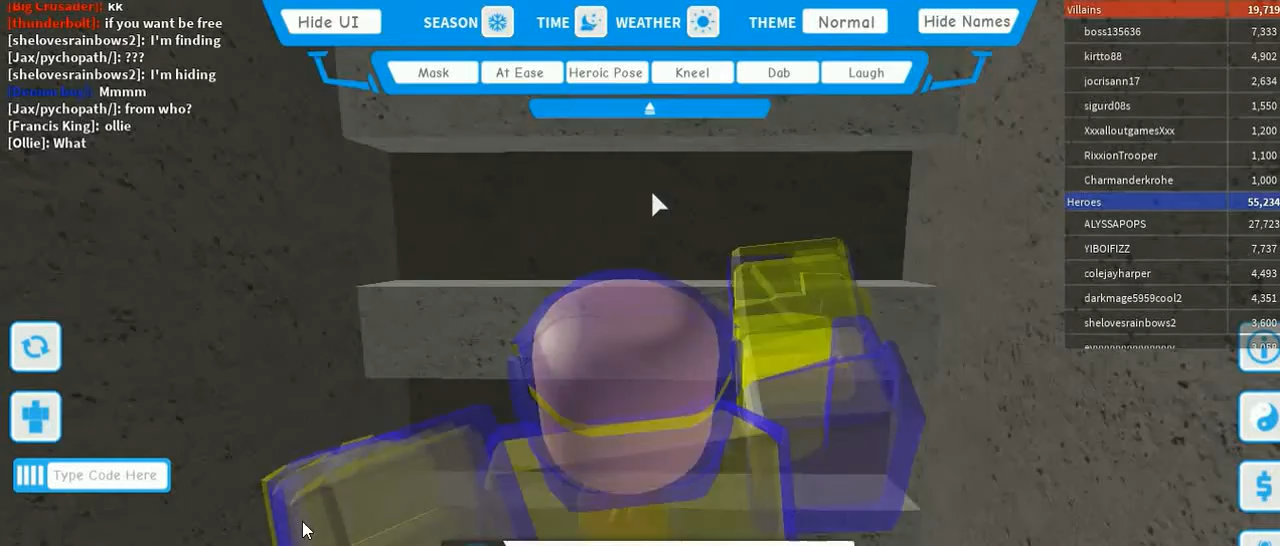 [Big Crusader]: kk
[thunderbolt]: if you want be free
[shelovesrainbows2]: I'm finding
[Jax/pychopath/]: ???
[shelovesrainbows2]: I'm hiding
Mmmm
[Jax/pychopath/]: from who?
[Francis King]: ollie
[Ollie]: What
Hide UI
SEASON
TIME
WEATHER
THEME
Normal
Hide Names
Mask
At Ease
Heroic Pose
Kneel
Dab
Laugh
Villains 19,719
boss135636 7,333
kirtto88 4,902
jocrisann17 2,634
sigurd08s 1,550
XxxalloutgamesXxx 1,200
RixxionTrooper 1,100
Charmanderkrohe 1,000
Heroes 55,234
ALYSSAPOPS 27,723
YIBOIFIZZ 7,737
colejayharper 4,493
darkmage5959cool2 4,351
shelovesrainbows2 3,600
Type Code Here
$